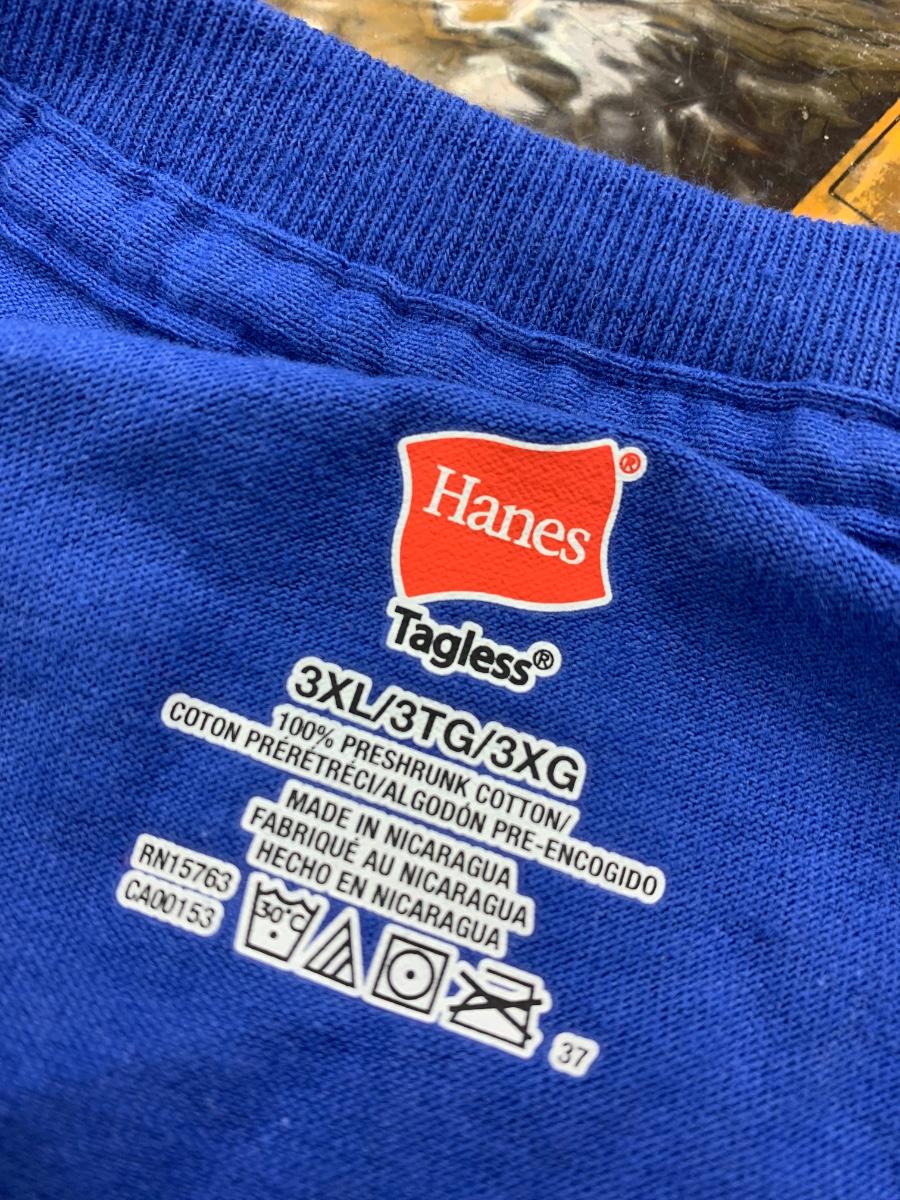 Hanes®
Tagless®
3XL/3TG/3XG
100% PRESHRUNK COTTON/
COTON PRÉRÉTRÉCI/ALGODÓN PRE-ENCOGIDO
MADE IN NICARAGUA
FABRIQUÉ AU NICARAGUA
HECHO EN NICARAGUA
RN15763
CA00153
30°C
37